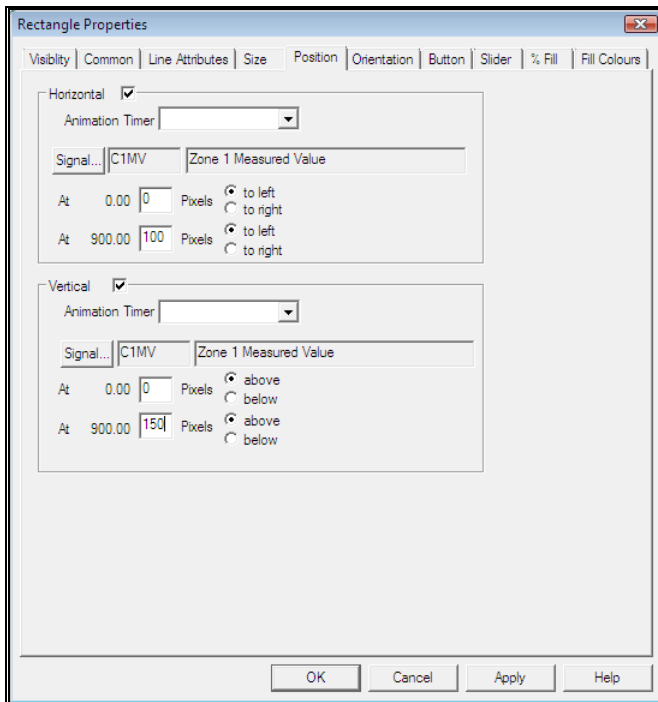 Rectangle Properties
Visiblity Common Line Attributes Size Position Orientation Button Slider % Fill Fill Colours
Horizontal
Animation Timer
Signal... C1MV Zone 1 Measured Value
At 0.00 0 Pixels to left
to right
At 900.00 100 Pixels to left
to right
Vertical
Animation Timer
Signal... C1MV Zone 1 Measured Value
At 0.00 0 Pixels above
below
At 900.00 150 Pixels above
below
OK Cancel Apply Help